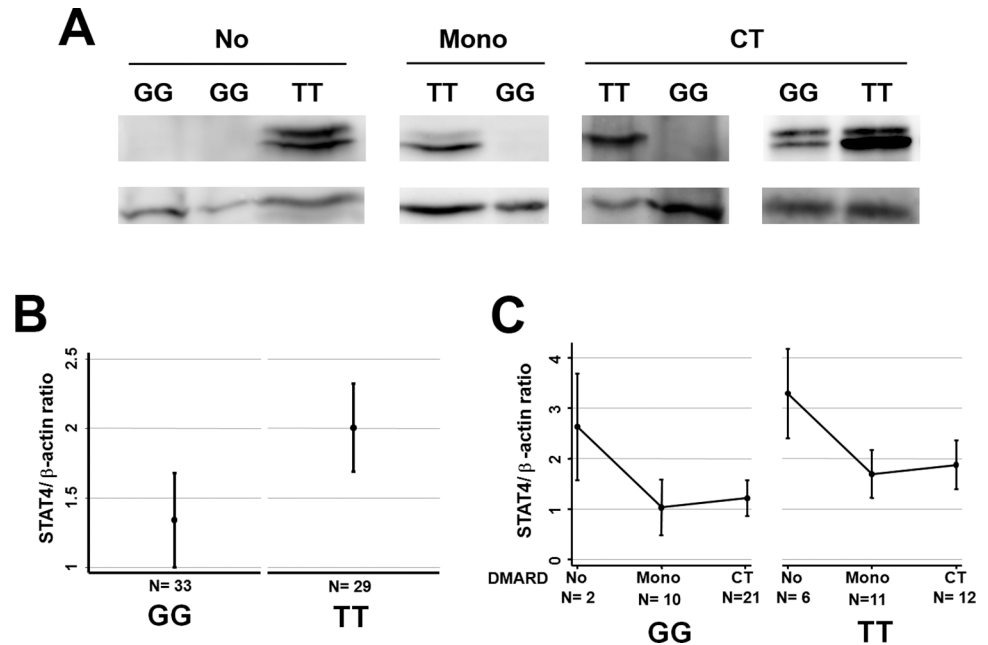 A
No Mono CT
GG GG TT TT GG TT GG GG TT
B
STAT4/ β-actin ratio
2.5
2
1.5
1
N= 33 N= 29
GG TT
C
STAT4/ β -actin ratio
4
3
2
1
0
DMARD No Mono CT No Mono CT
N= 2 N= 10 N=21 N= 6 N=11 N= 12
GG TT